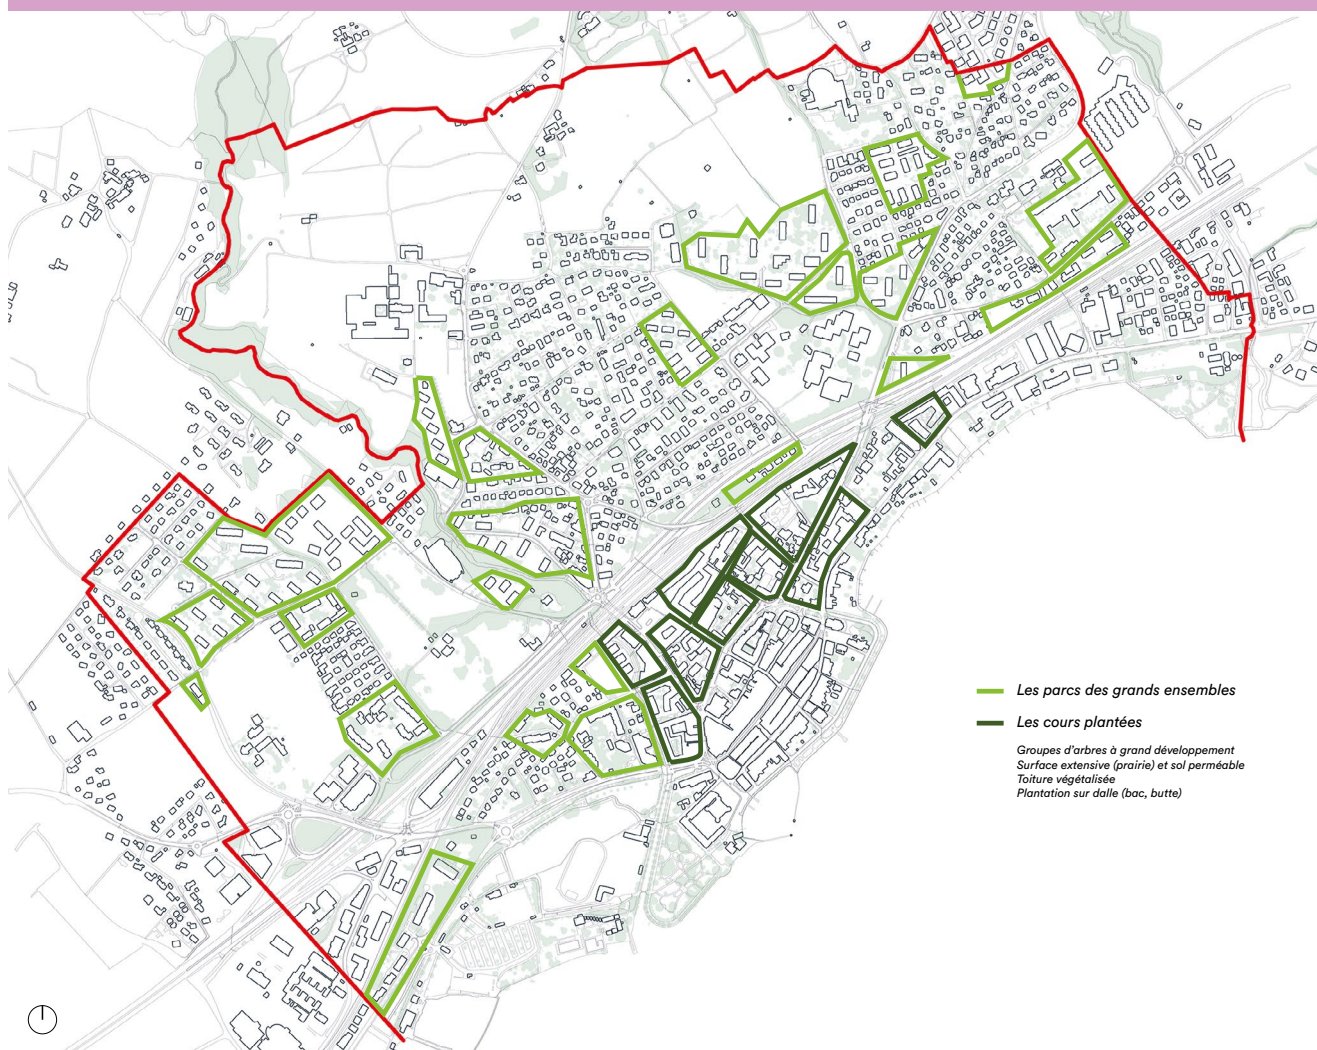 Les parcs des grands ensembles
Les cours plantées
Groupes d'arbres à grand développement
Surface extensive (prairie) et sol perméable
Toiture végétalisée
Plantation sur dalle (bac, butte)